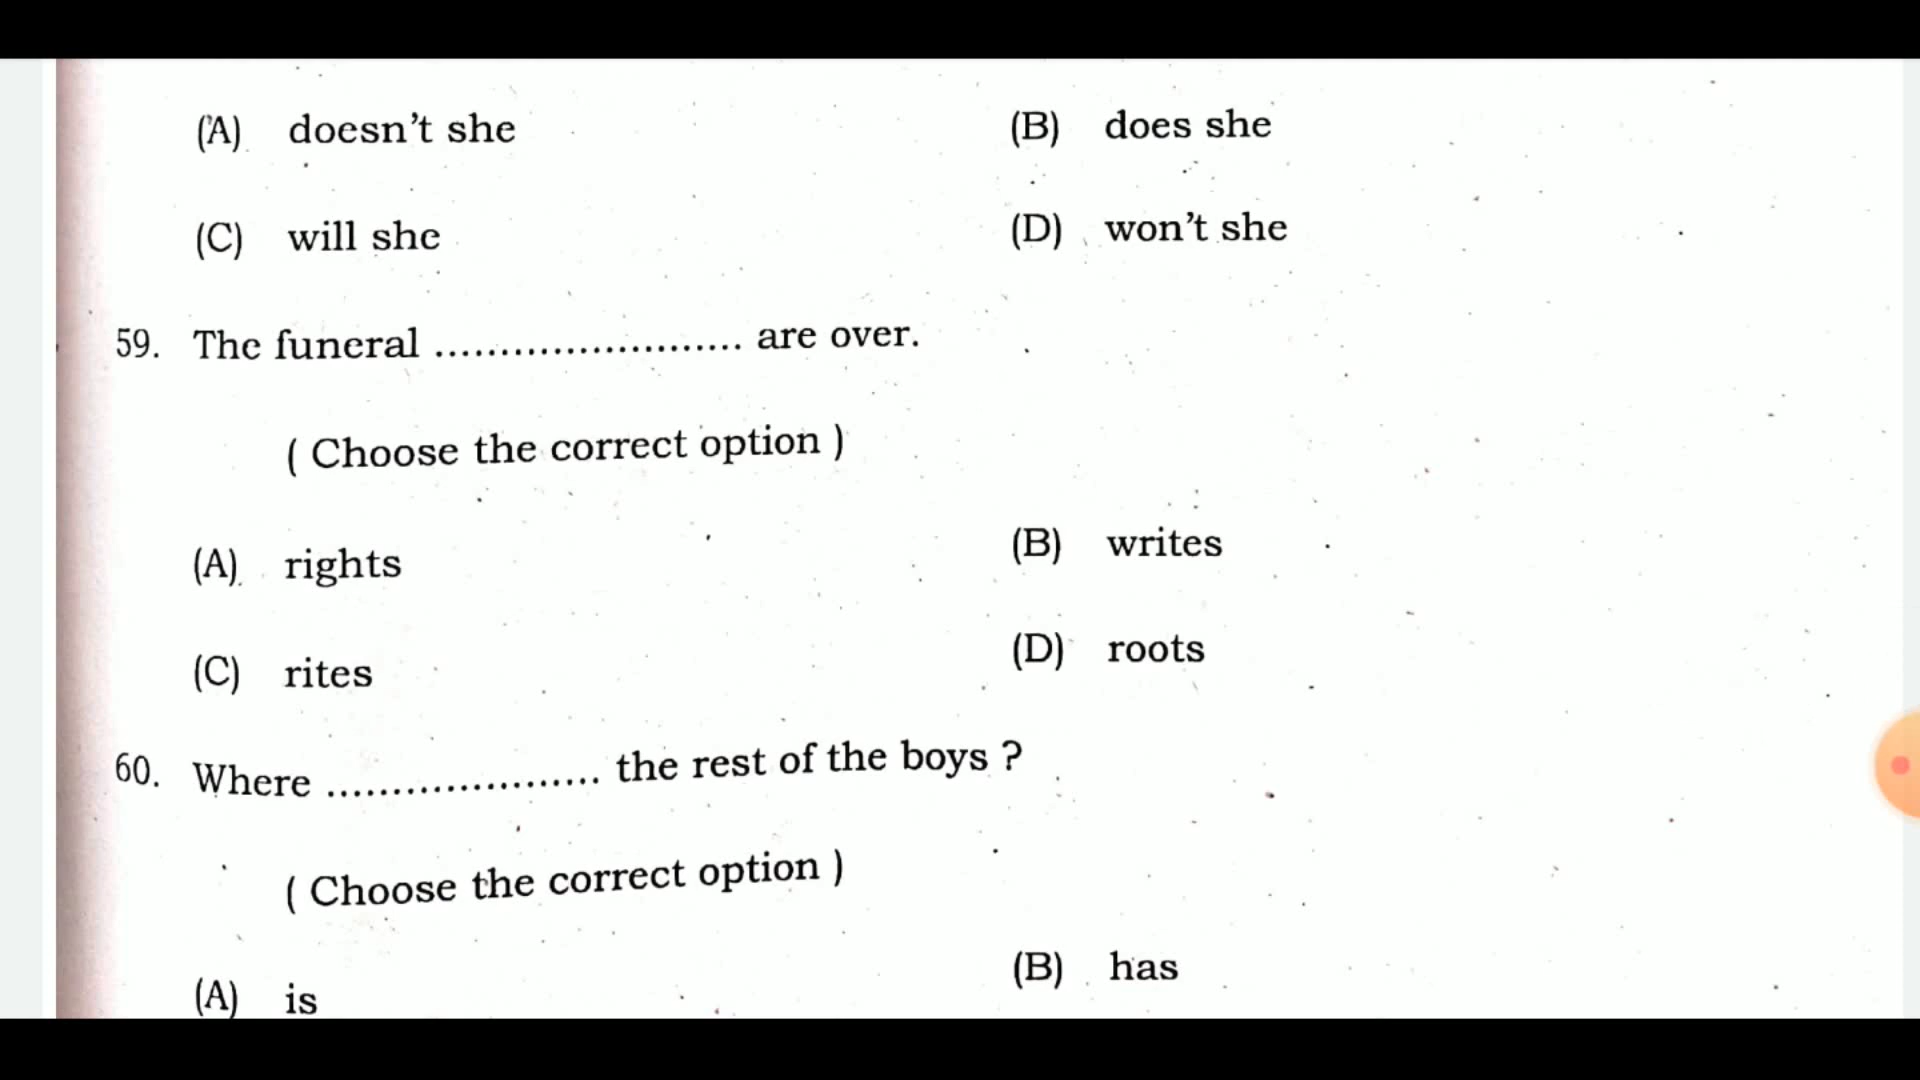 (A) doesn't she (B) does she
(C) will she (D) won't she
59. The funeral ........................ are over.
( Choose the correct option )
(A) rights (B) writes
(C) rites (D) roots
60. Where ..................... the rest of the boys ?
( Choose the correct option )
(A) is (B) has